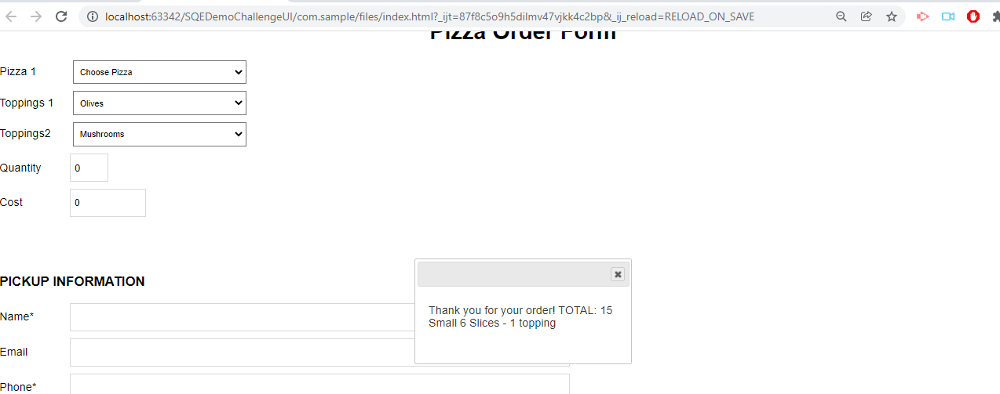 localhost:63342/SQEDemoChallengeUI/com.sample/files/index.html?_ijt=87f8c5o9h5dilmv47vjkk4c2bp&_ij_reload=RELOAD_ON_SAVE
Pizza Order Form
Pizza 1 Choose Pizza
Toppings 1 Olives
Toppings2 Mushrooms
Quantity 0
Cost 0
PICKUP INFORMATION
Thank you for your order! TOTAL: 15
Small 6 Slices - 1 topping
Name*
Email
Phone*